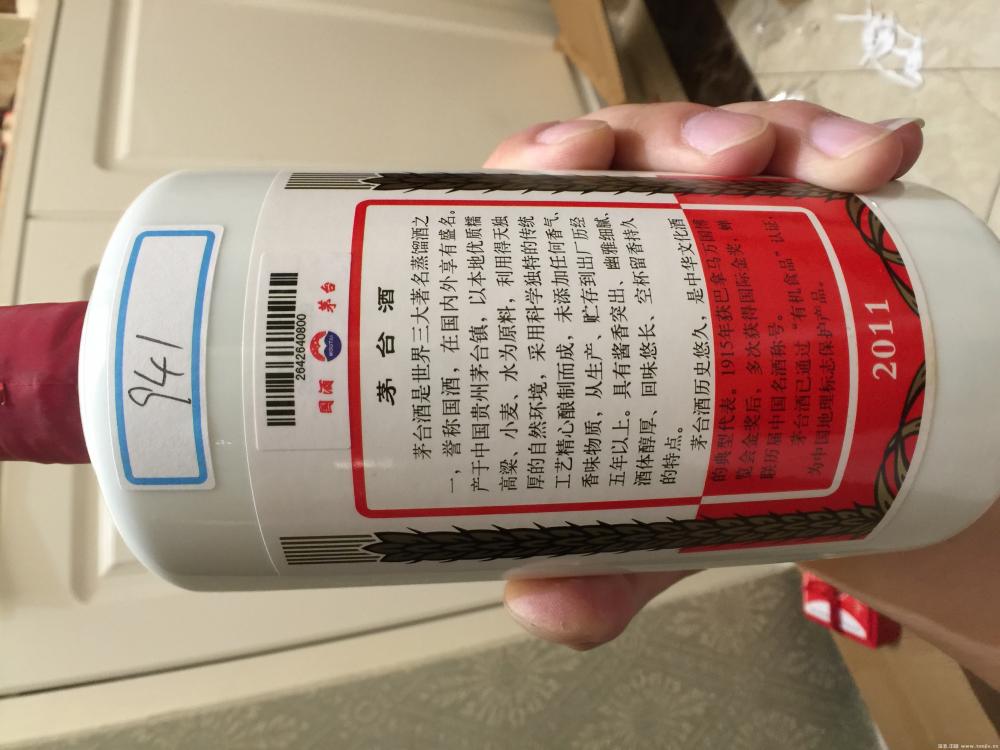 941
2642640800
国酒 茅台
MOUTAI
茅台酒
茅台酒是世界三大著名蒸馏酒之
一，誉称国酒，在国内外享有盛名。
产于中国贵州茅台镇，以本地优质糯
高粱、小麦、水为原料，利用得天独
厚的自然环境，采用科学独特的传统
工艺精心酿制而成，未添加任何香气、
香味物质，从生产、贮存到出厂历经
五年以上。具有酱香突出、幽雅细腻、
酒体醇厚、回味悠长、空杯留香持久
的特点。
茅台酒历史悠久，是中华文化酒
的典型代表。1915年获巴拿马万国博
览会金奖后，多次获得国际金奖，蝉
联历届中国名酒称号。
茅台酒已通过“有机食品”认证，
为中国地理标志保护产品。
2011